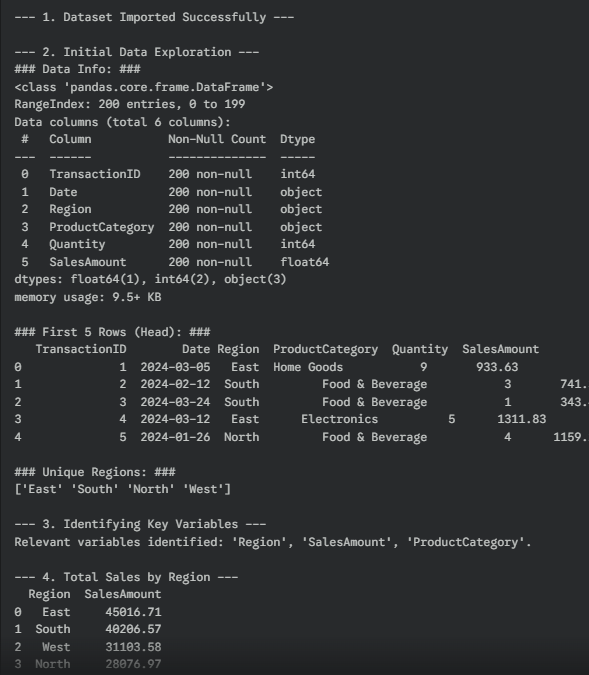 --- 1. Dataset Imported Successfully ---
--- 2. Initial Data Exploration ---
### Data Info: ###
<class 'pandas.core.frame.DataFrame'>
RangeIndex: 200 entries, 0 to 199
Data columns (total 6 columns):
 #   Column           Non-Null Count  Dtype
---  ------           --------------  -----
 0   TransactionID    200 non-null    int64
 1   Date             200 non-null    object
 2   Region           200 non-null    object
 3   ProductCategory  200 non-null    object
 4   Quantity         200 non-null    int64
 5   SalesAmount      200 non-null    float64
dtypes: float64(1), int64(2), object(3)
memory usage: 9.5+ KB
### First 5 Rows (Head): ###
   TransactionID        Date Region  ProductCategory  Quantity  SalesAmount
0              1  2024-03-05   East  Home Goods           9       933.63
1              2  2024-02-12  South         Food & Beverage           3       741.
2              3  2024-03-24  South         Food & Beverage           1       343.
3              4  2024-03-12   East      Electronics          5      1311.83
4              5  2024-01-26  North         Food & Beverage           4      1159.
### Unique Regions: ###
['East' 'South' 'North' 'West']
--- 3. Identifying Key Variables ---
Relevant variables identified: 'Region', 'SalesAmount', 'ProductCategory'.
--- 4. Total Sales by Region ---
  Region  SalesAmount
0   East     45016.71
1  South     40206.57
2   West     31103.58
3  North     28076.97